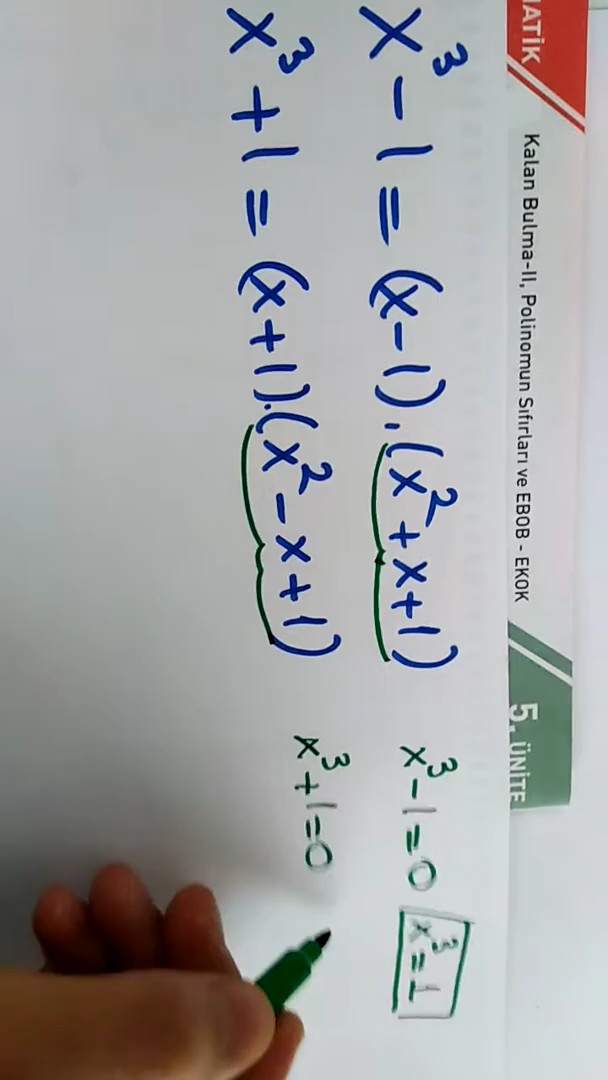 MATİK
Kalan Bulma-II, Polinomun Sıfırları ve EBOB - EKOK
5. ÜNİTE
x³ - 1 = (x-1).(x²+x+1)
x³-1=0
x³=1
x³ + 1 = (x+1).(x²-x+1)
x³+1=0